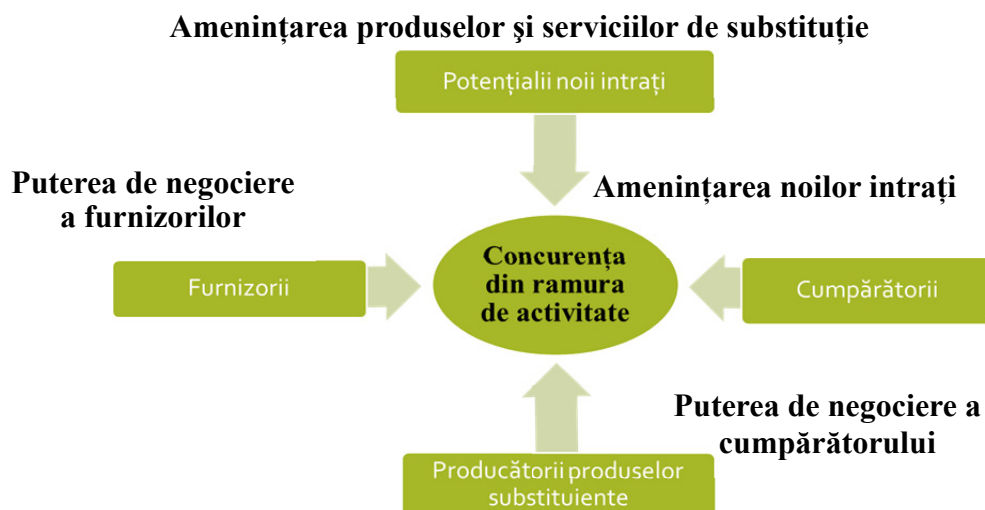 Amenințarea produselor şi serviciilor de substituție
Potențialii noii intrați
Puterea de negociere
a furnizorilor
Amenințarea noilor intrați
Concurența
din ramura
de activitate
Furnizorii
Cumpărătorii
Puterea de negociere a
cumpărătorului
Producătorii produselor
substituiente